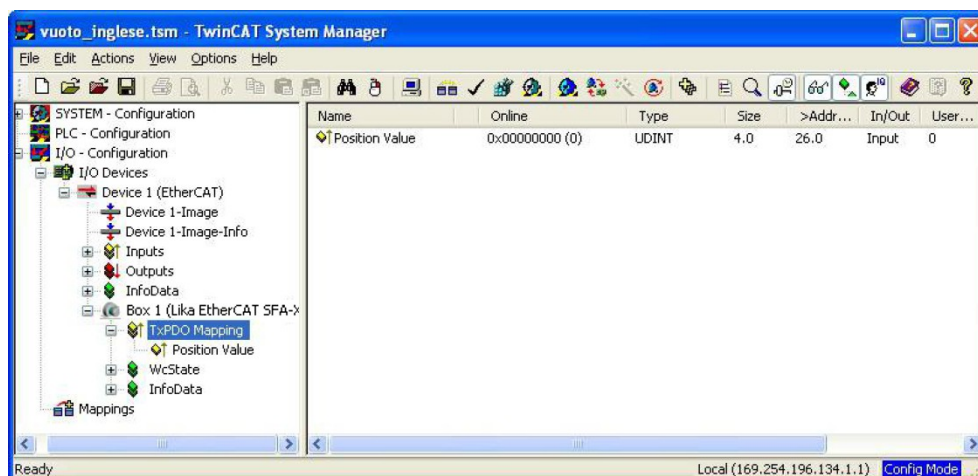 vuoto_inglese.tsm - TwinCAT System Manager
File Edit Actions View Options Help
SYSTEM - Configuration
PLC - Configuration
I/O - Configuration
I/O Devices
Device 1 (EtherCAT)
Device 1-Image
Device 1-Image-Info
Inputs
Outputs
InfoData
Box 1 (Lika EtherCAT SFA-X
TxPDO Mapping
Position Value
WcState
InfoData
Mappings
Name Online Type Size >Addr... In/Out User...
Position Value 0x00000000 (0) UDINT 4.0 26.0 Input 0
Ready Local (169.254.196.134.1.1) Config Mode